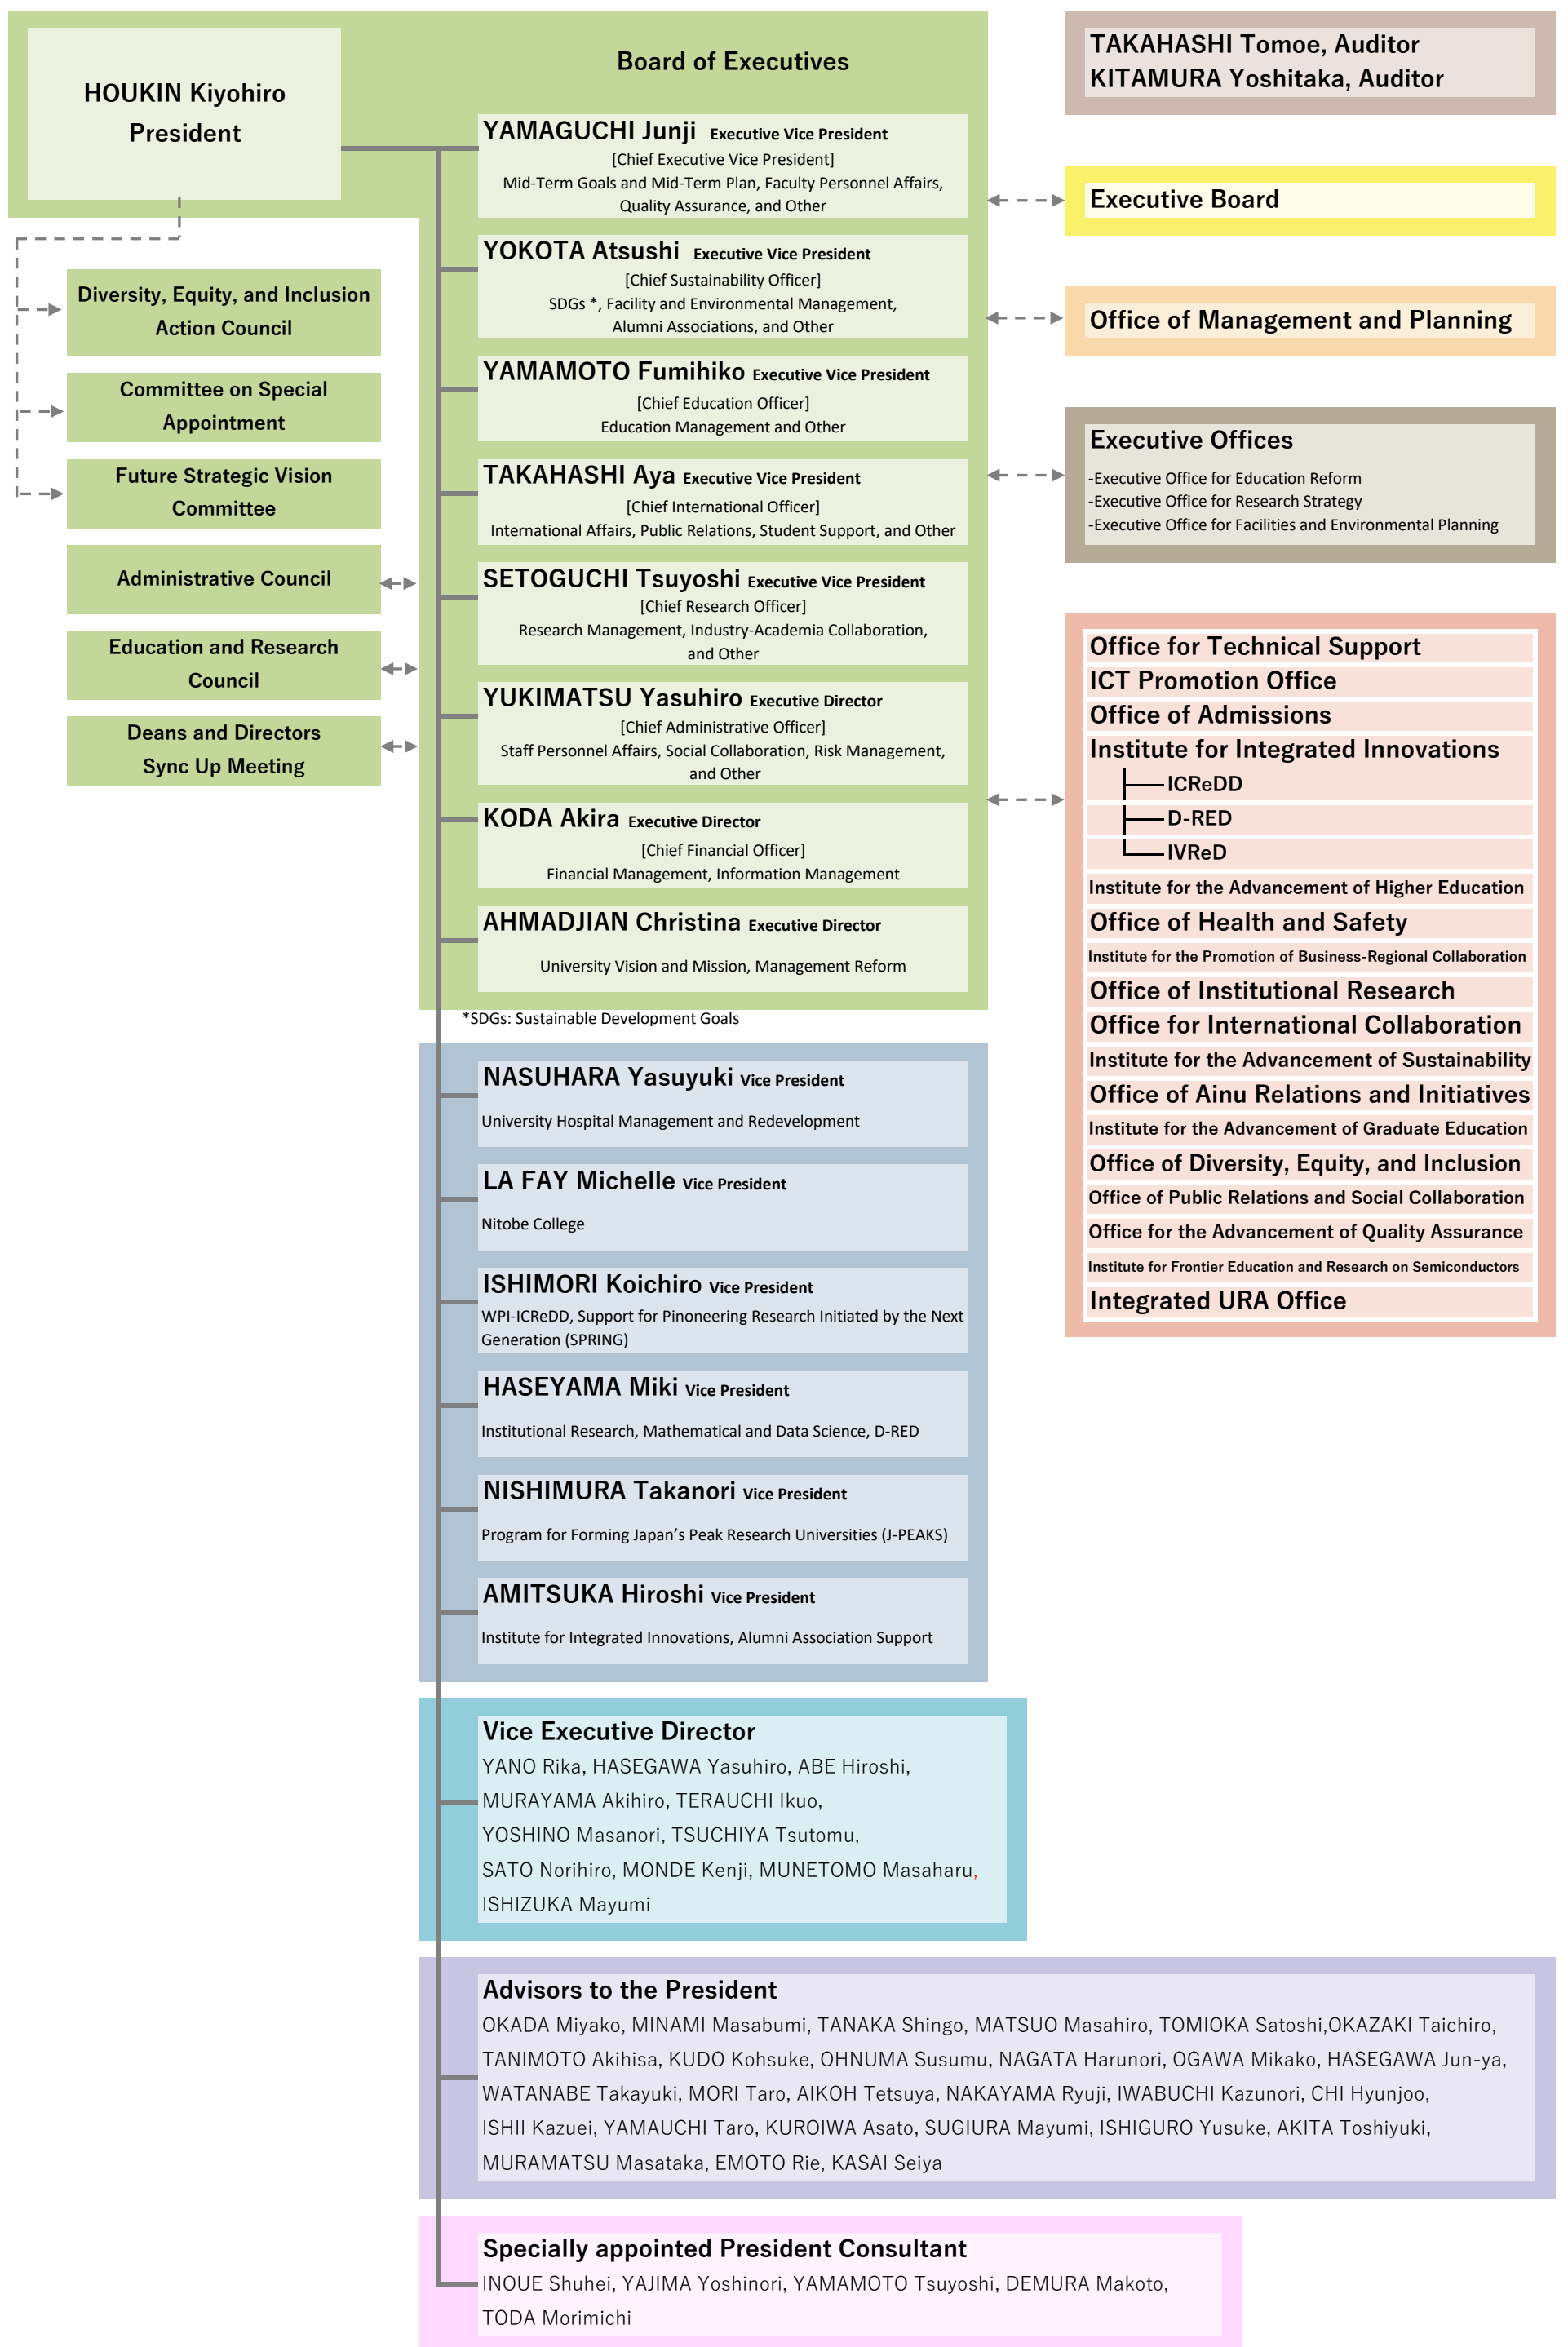 HOUKIN Kiyohiro
President
Board of Executives
YAMAGUCHI Junji Executive Vice President
[Chief Executive Vice President]
Mid-Term Goals and Mid-Term Plan, Faculty Personnel Affairs,
Quality Assurance, and Other
YOKOTA Atsushi Executive Vice President
[Chief Sustainability Officer]
SDGs *, Facility and Environmental Management,
Alumni Associations, and Other
YAMAMOTO Fumihiko Executive Vice President
[Chief Education Officer]
Education Management and Other
TAKAHASHI Aya Executive Vice President
[Chief International Officer]
International Affairs, Public Relations, Student Support, and Other
SETOGUCHI Tsuyoshi Executive Vice President
[Chief Research Officer]
Research Management, Industry-Academia Collaboration,
and Other
YUKIMATSU Yasuhiro Executive Director
[Chief Administrative Officer]
Staff Personnel Affairs, Social Collaboration, Risk Management,
and Other
KODA Akira Executive Director
[Chief Financial Officer]
Financial Management, Information Management
AHMADJIAN Christina Executive Director
University Vision and Mission, Management Reform
*SDGs: Sustainable Development Goals
Diversity, Equity, and Inclusion
Action Council
Committee on Special
Appointment
Future Strategic Vision
Committee
Administrative Council
Education and Research
Council
Deans and Directors
Sync Up Meeting
TAKAHASHI Tomoe, Auditor
KITAMURA Yoshitaka, Auditor
Executive Board
Office of Management and Planning
Executive Offices
-Executive Office for Education Reform
-Executive Office for Research Strategy
-Executive Office for Facilities and Environmental Planning
Office for Technical Support
ICT Promotion Office
Office of Admissions
Institute for Integrated Innovations
ICReDD
D-RED
IVReD
Institute for the Advancement of Higher Education
Office of Health and Safety
Institute for the Promotion of Business-Regional Collaboration
Office of Institutional Research
Office for International Collaboration
Institute for the Advancement of Sustainability
Office of Ainu Relations and Initiatives
Institute for the Advancement of Graduate Education
Office of Diversity, Equity, and Inclusion
Office of Public Relations and Social Collaboration
Office for the Advancement of Quality Assurance
Institute for Frontier Education and Research on Semiconductors
Integrated URA Office
NASUHARA Yasuyuki Vice President
University Hospital Management and Redevelopment
LA FAY Michelle Vice President
Nitobe College
ISHIMORI Koichiro Vice President
WPI-ICReDD, Support for Pinoneering Research Initiated by the Next
Generation (SPRING)
HASEYAMA Miki Vice President
Institutional Research, Mathematical and Data Science, D-RED
NISHIMURA Takanori Vice President
Program for Forming Japan’s Peak Research Universities (J-PEAKS)
AMITSUKA Hiroshi Vice President
Institute for Integrated Innovations, Alumni Association Support
Vice Executive Director
YANO Rika, HASEGAWA Yasuhiro, ABE Hiroshi,
MURAYAMA Akihiro, TERAUCHI Ikuo,
YOSHINO Masanori, TSUCHIYA Tsutomu,
SATO Norihiro, MONDE Kenji, MUNETOMO Masaharu,
ISHIZUKA Mayumi
Advisors to the President
OKADA Miyako, MINAMI Masabumi, TANAKA Shingo, MATSUO Masahiro, TOMIOKA Satoshi,OKAZAKI Taichiro,
TANIMOTO Akihisa, KUDO Kohsuke, OHNUMA Susumu, NAGATA Harunori, OGAWA Mikako, HASEGAWA Jun-ya,
WATANABE Takayuki, MORI Taro, AIKOH Tetsuya, NAKAYAMA Ryuji, IWABUCHI Kazunori, CHI Hyunjoo,
ISHII Kazuei, YAMAUCHI Taro, KUROIWA Asato, SUGIURA Mayumi, ISHIGURO Yusuke, AKITA Toshiyuki,
MURAMATSU Masataka, EMOTO Rie, KASAI Seiya
Specially appointed President Consultant
INOUE Shuhei, YAJIMA Yoshinori, YAMAMOTO Tsuyoshi, DEMURA Makoto,
TODA Morimichi